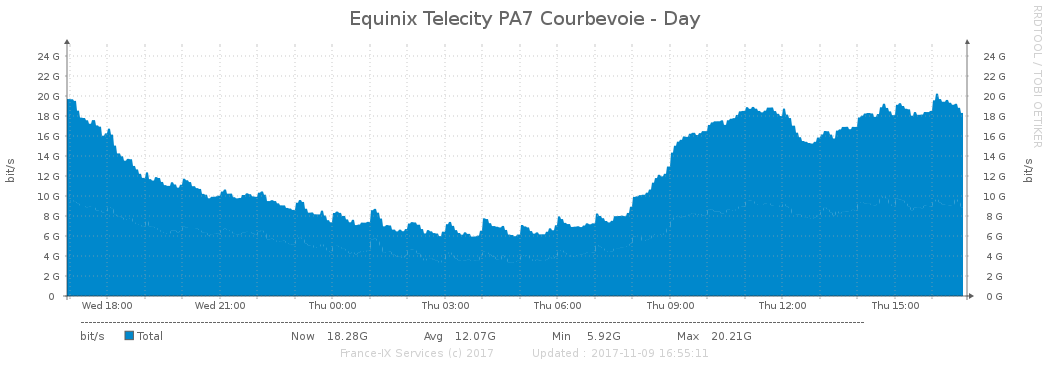 Equinix Telecity PA7 Courbevoie - Day
RRDTOOL / TOBI OETIKER
bit/s
24 G
22 G
20 G
18 G
16 G
14 G
12 G
10 G
8 G
6 G
4 G
2 G
0
24 G
22 G
20 G
18 G
16 G
14 G
12 G
10 G
8 G
6 G
4 G
2 G
0 G
bit/s
Wed 18:00 Wed 21:00 Thu 00:00 Thu 03:00 Thu 06:00 Thu 09:00 Thu 12:00 Thu 15:00
bit/s Total Now 18.28G Avg 12.07G Min 5.92G Max 20.21G
France-IX Services (c) 2017 Updated : 2017-11-09 16:55:11